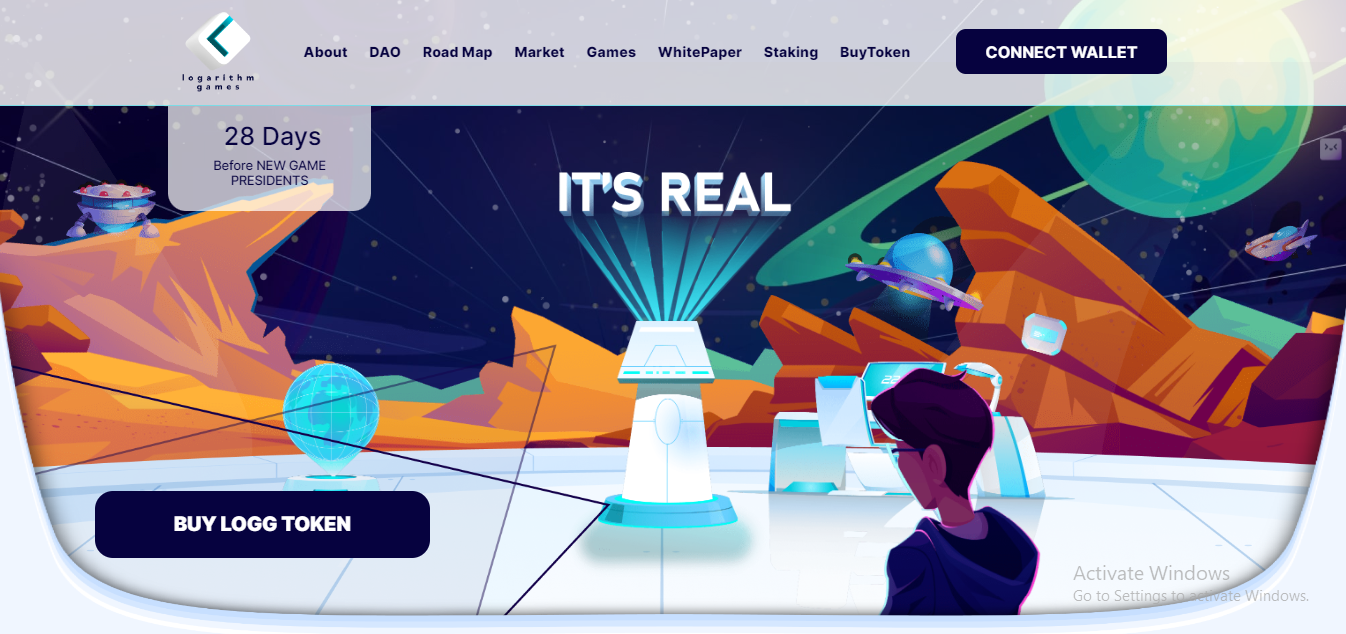 logarithm
games
About DAO Road Map Market Games WhitePaper Staking BuyToken CONNECT WALLET
28 Days
Before NEW GAME
PRESIDENTS
IT'S REAL
BUY LOGG TOKEN
Activate Windows
Go to Settings to activate Windows.